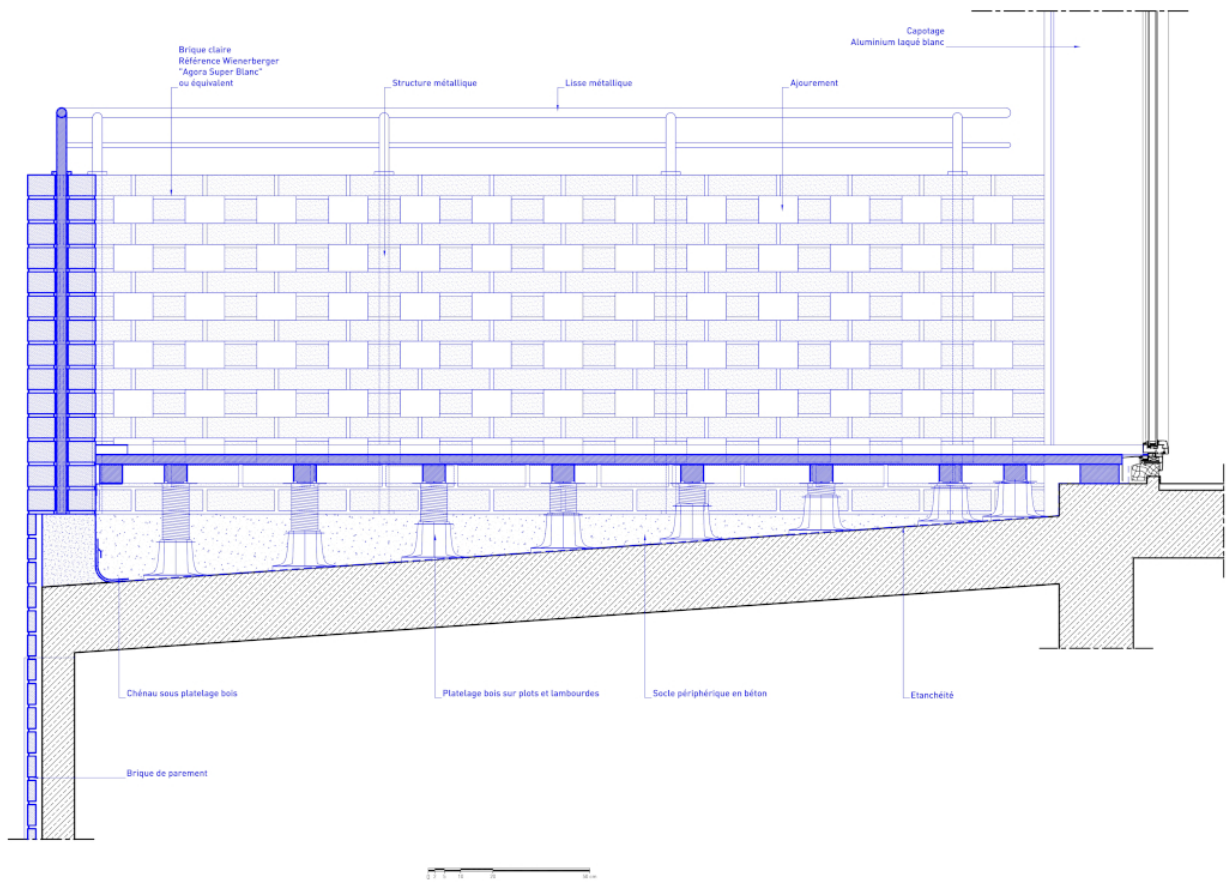 Capotage
Aluminium laqué blanc
Brique claire
Référence Wienerberger
"Agora Super Blanc"
ou équivalent
Structure métallique
Lisse métallique
Ajourement
Chénau sous platelage bois
Platelage bois sur plots et lambourdes
Socle périphérique en béton
Etanchéité
Brique de parement